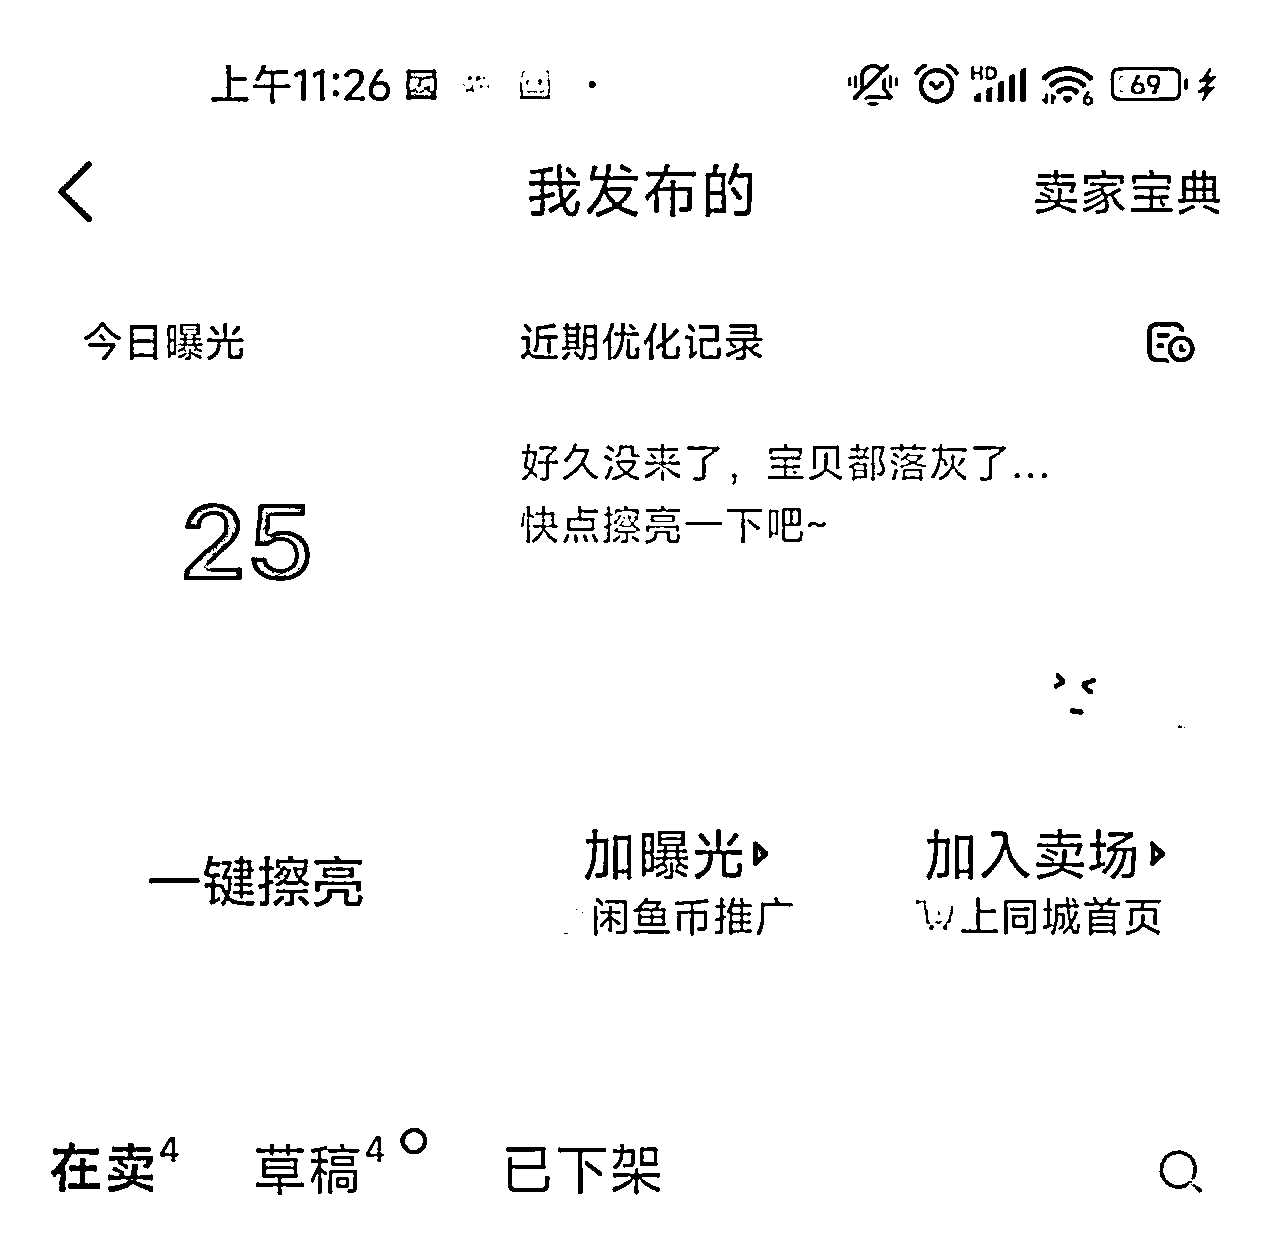 上午11:26
HD 6 69
我发布的
卖家宝典
今日曝光
近期优化记录
25
好久没来了，宝贝都落灰了...
快点擦亮一下吧~
一键擦亮
加曝光
闲鱼币推广
加入卖场
上同城首页
在卖4
草稿4
已下架